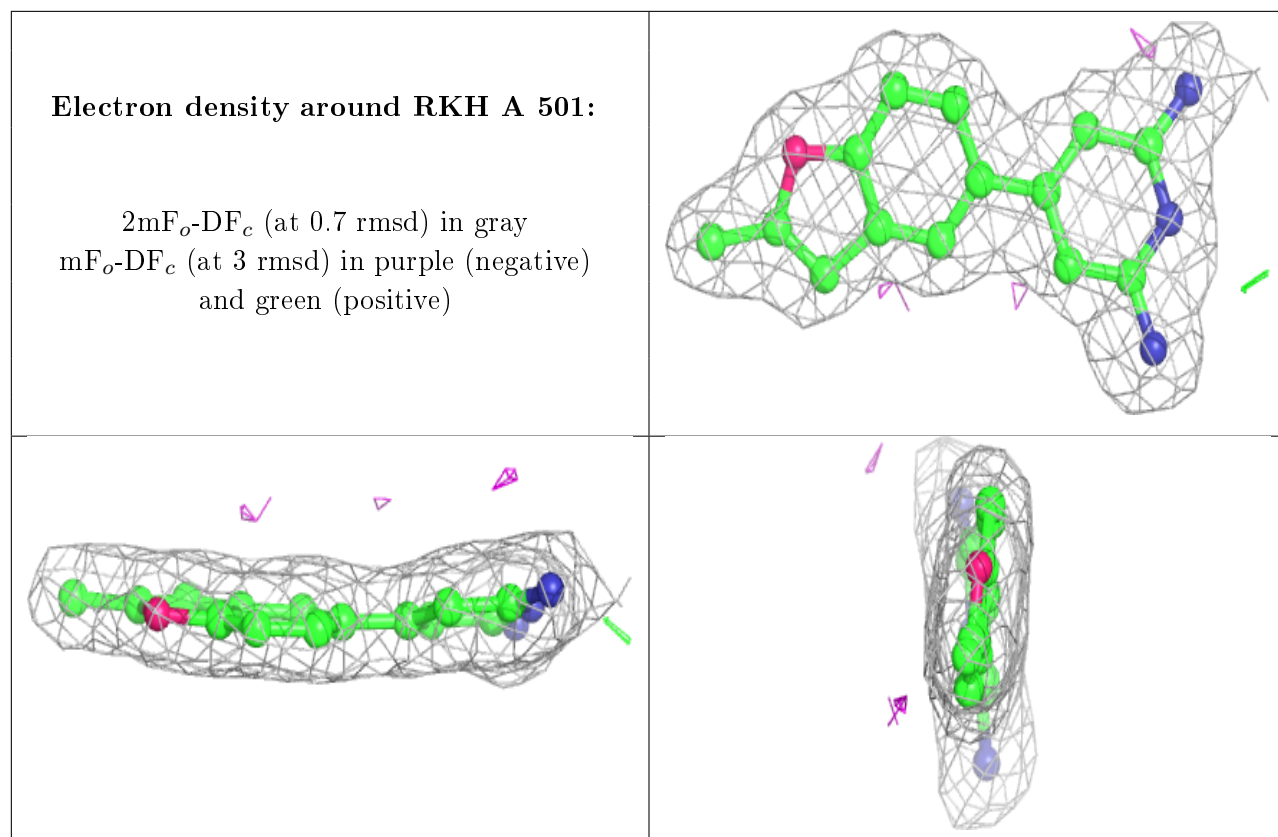 Electron density around RKH A 501:
2mFo-DFc (at 0.7 rmsd) in gray
mFo-DFc (at 3 rmsd) in purple (negative)
and green (positive)